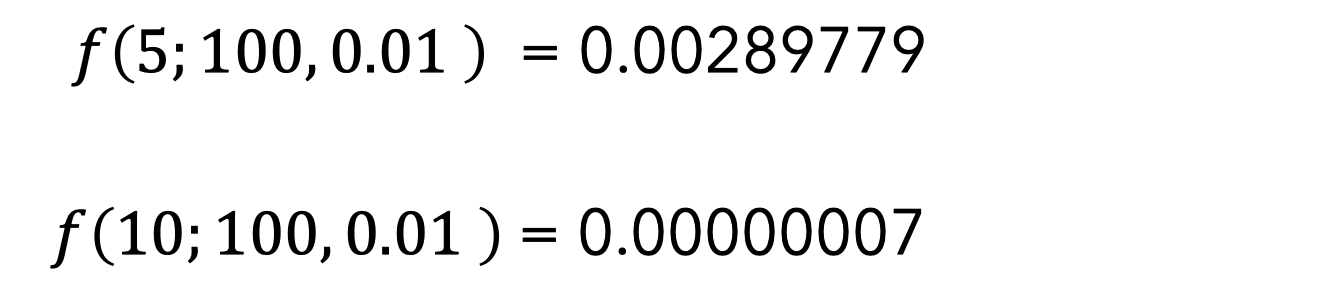 f(5; 100, 0.01 ) = 0.00289779
f(10; 100, 0.01 ) = 0.00000007